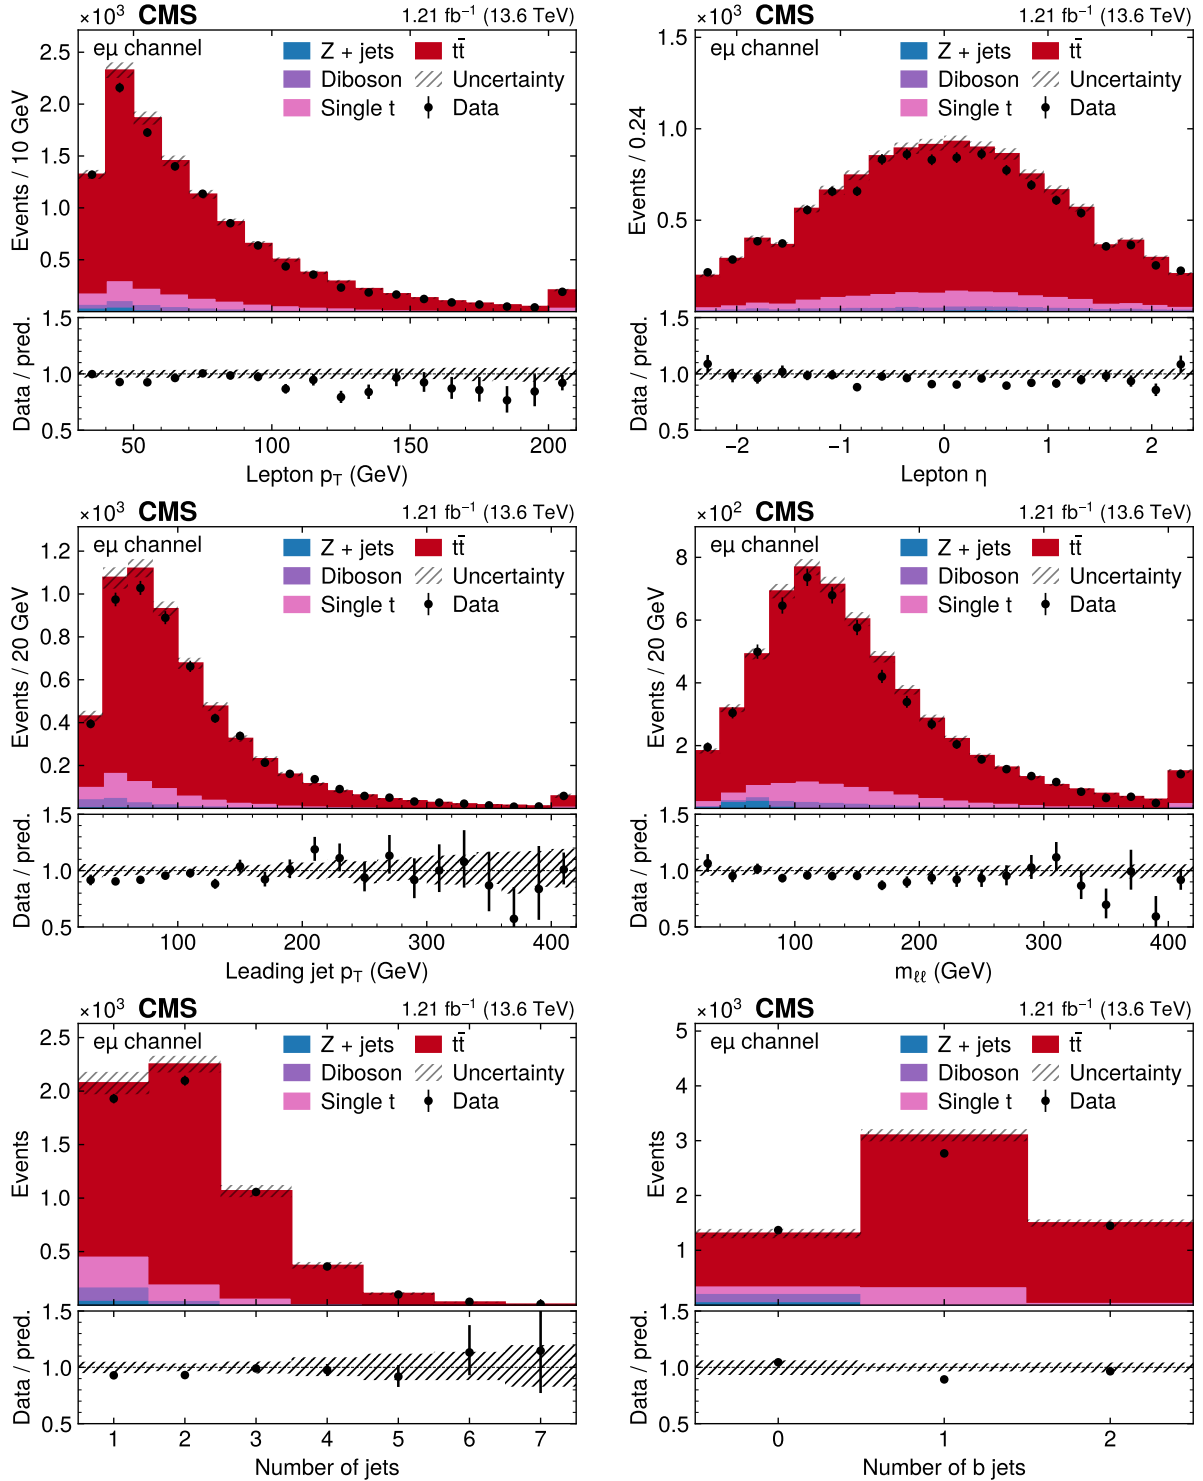 ×10³ CMS 1.21 fb⁻¹ (13.6 TeV)
eμ channel
Z + jets tt̄
Diboson Uncertainty
Single t Data
Events / 10 GeV
2.5
2.0
1.5
1.0
0.5
Data / pred.
1.5
1.0
0.5
50 100 150 200
Lepton p_T (GeV)
×10³ CMS 1.21 fb⁻¹ (13.6 TeV)
eμ channel
Z + jets tt̄
Diboson Uncertainty
Single t Data
Events / 0.24
1.5
1.0
0.5
Data / pred.
1.5
1.0
0.5
−2 −1 0 1 2
Lepton η
×10³ CMS 1.21 fb⁻¹ (13.6 TeV)
eμ channel
Z + jets tt̄
Diboson Uncertainty
Single t Data
Events / 20 GeV
1.2
1.0
0.8
0.6
0.4
0.2
Data / pred.
1.5
1.0
0.5
100 200 300 400
Leading jet p_T (GeV)
×10² CMS 1.21 fb⁻¹ (13.6 TeV)
eμ channel
Z + jets tt̄
Diboson Uncertainty
Single t Data
Events / 20 GeV
8
6
4
2
Data / pred.
1.5
1.0
0.5
100 200 300 400
m_ℓℓ (GeV)
×10³ CMS 1.21 fb⁻¹ (13.6 TeV)
eμ channel
Z + jets tt̄
Diboson Uncertainty
Single t Data
Events
2.5
2.0
1.5
1.0
0.5
Data / pred.
1.5
1.0
0.5
1 2 3 4 5 6 7
Number of jets
×10³ CMS 1.21 fb⁻¹ (13.6 TeV)
eμ channel
Z + jets tt̄
Diboson Uncertainty
Single t Data
Events
5
4
3
2
1
Data / pred.
1.5
1.0
0.5
0 1 2
Number of b jets